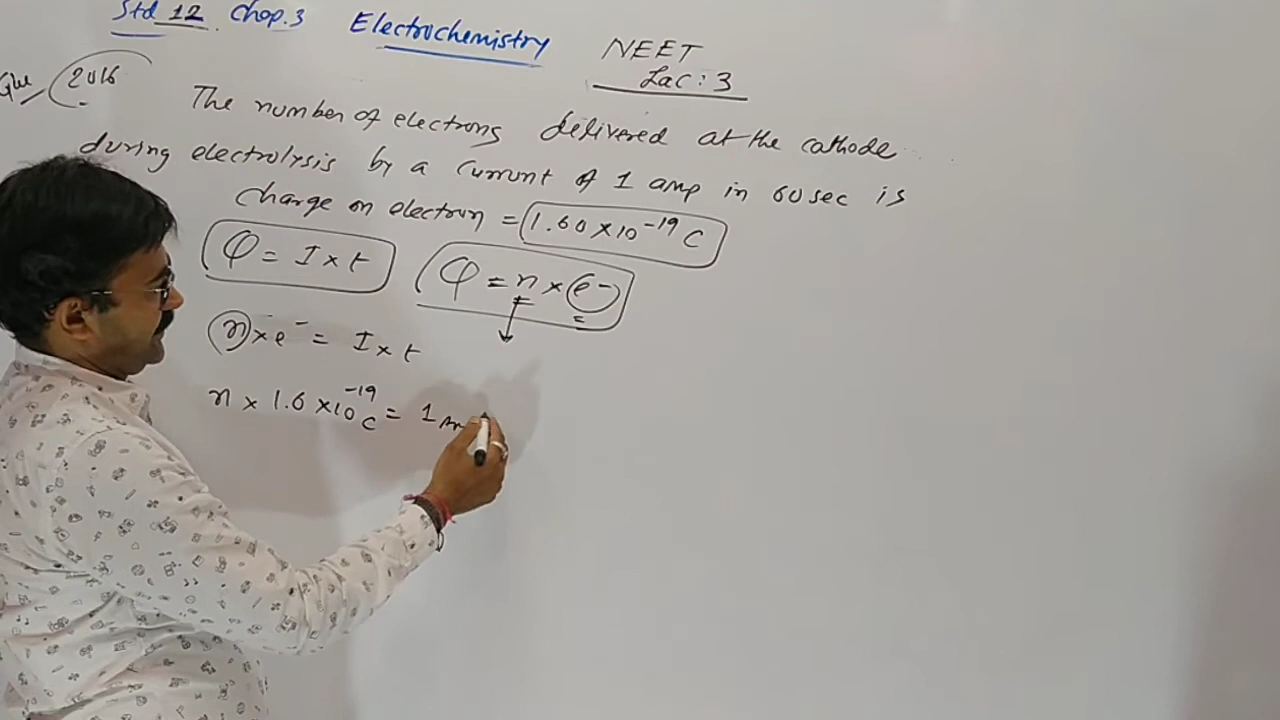 Std 12 Chap. 3 Electrochemistry NEET
Lac : 3
Que 2016 The number of electrons delivered at the cathode
during electrolysis by a current of 1 amp in 60 sec is
charge on electron = 1.60 × 10⁻¹⁹ C
φ = I × t φ = n × e⁻
n × e⁻ = I × t
n × 1.6 × 10⁻¹⁹ C = 1 Am